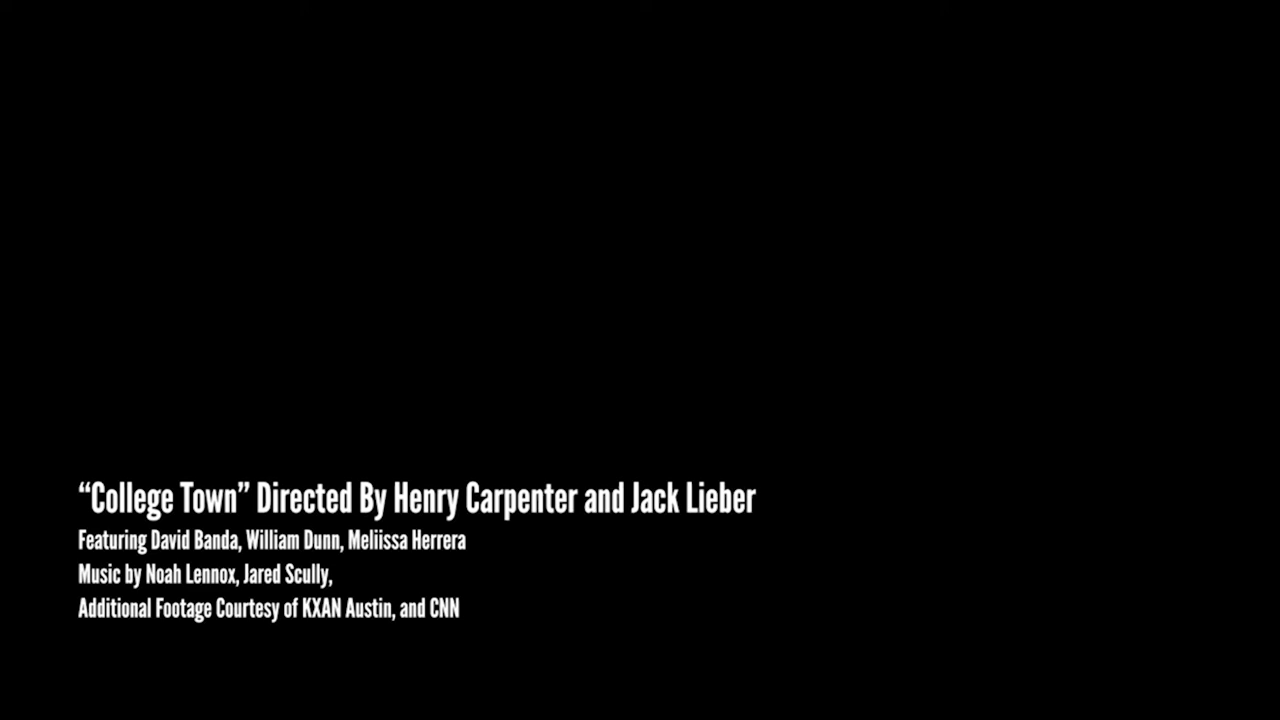 “College Town” Directed By Henry Carpenter and Jack Lieber
Featuring David Banda, William Dunn, Meliissa Herrera
Music by Noah Lennox, Jared Scully,
Additional Footage Courtesy of KXAN Austin, and CNN